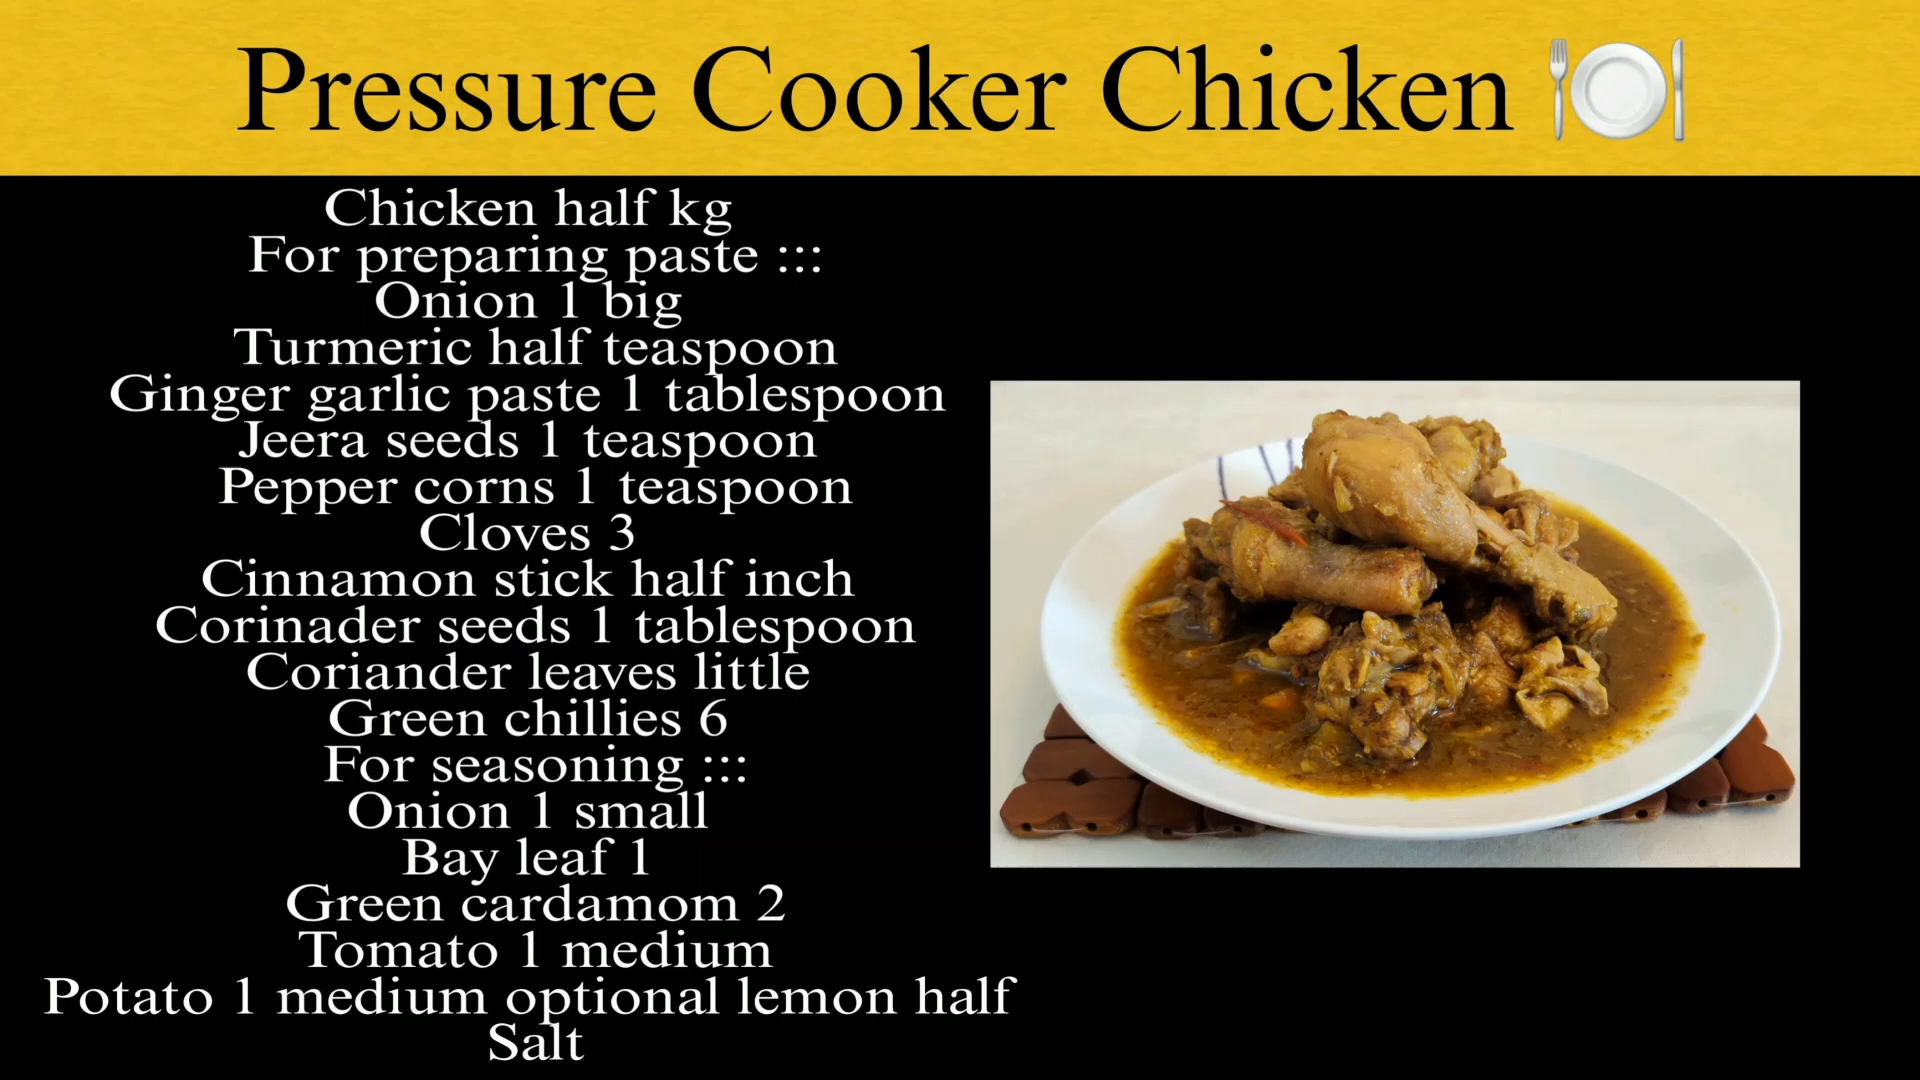 Pressure Cooker Chicken 🍽
Chicken half kg
For preparing paste :::
Onion 1 big
Turmeric half teaspoon
Ginger garlic paste 1 tablespoon
Jeera seeds 1 teaspoon
Pepper corns 1 teaspoon
Cloves 3
Cinnamon stick half inch
Corinader seeds 1 tablespoon
Coriander leaves little
Green chillies 6
For seasoning :::
Onion 1 small
Bay leaf 1
Green cardamom 2
Tomato 1 medium
Potato 1 medium optional lemon half
Salt